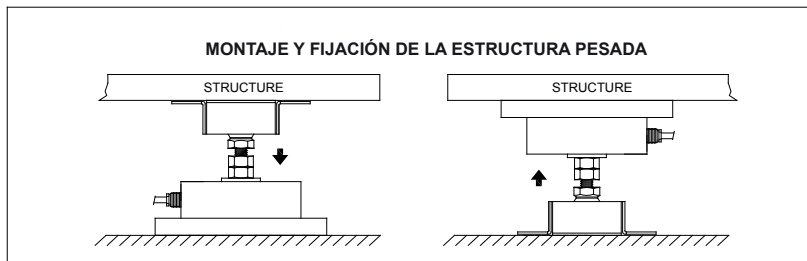 MONTAJE Y FIJACIÓN DE LA ESTRUCTURA PESADA
STRUCTURE
STRUCTURE